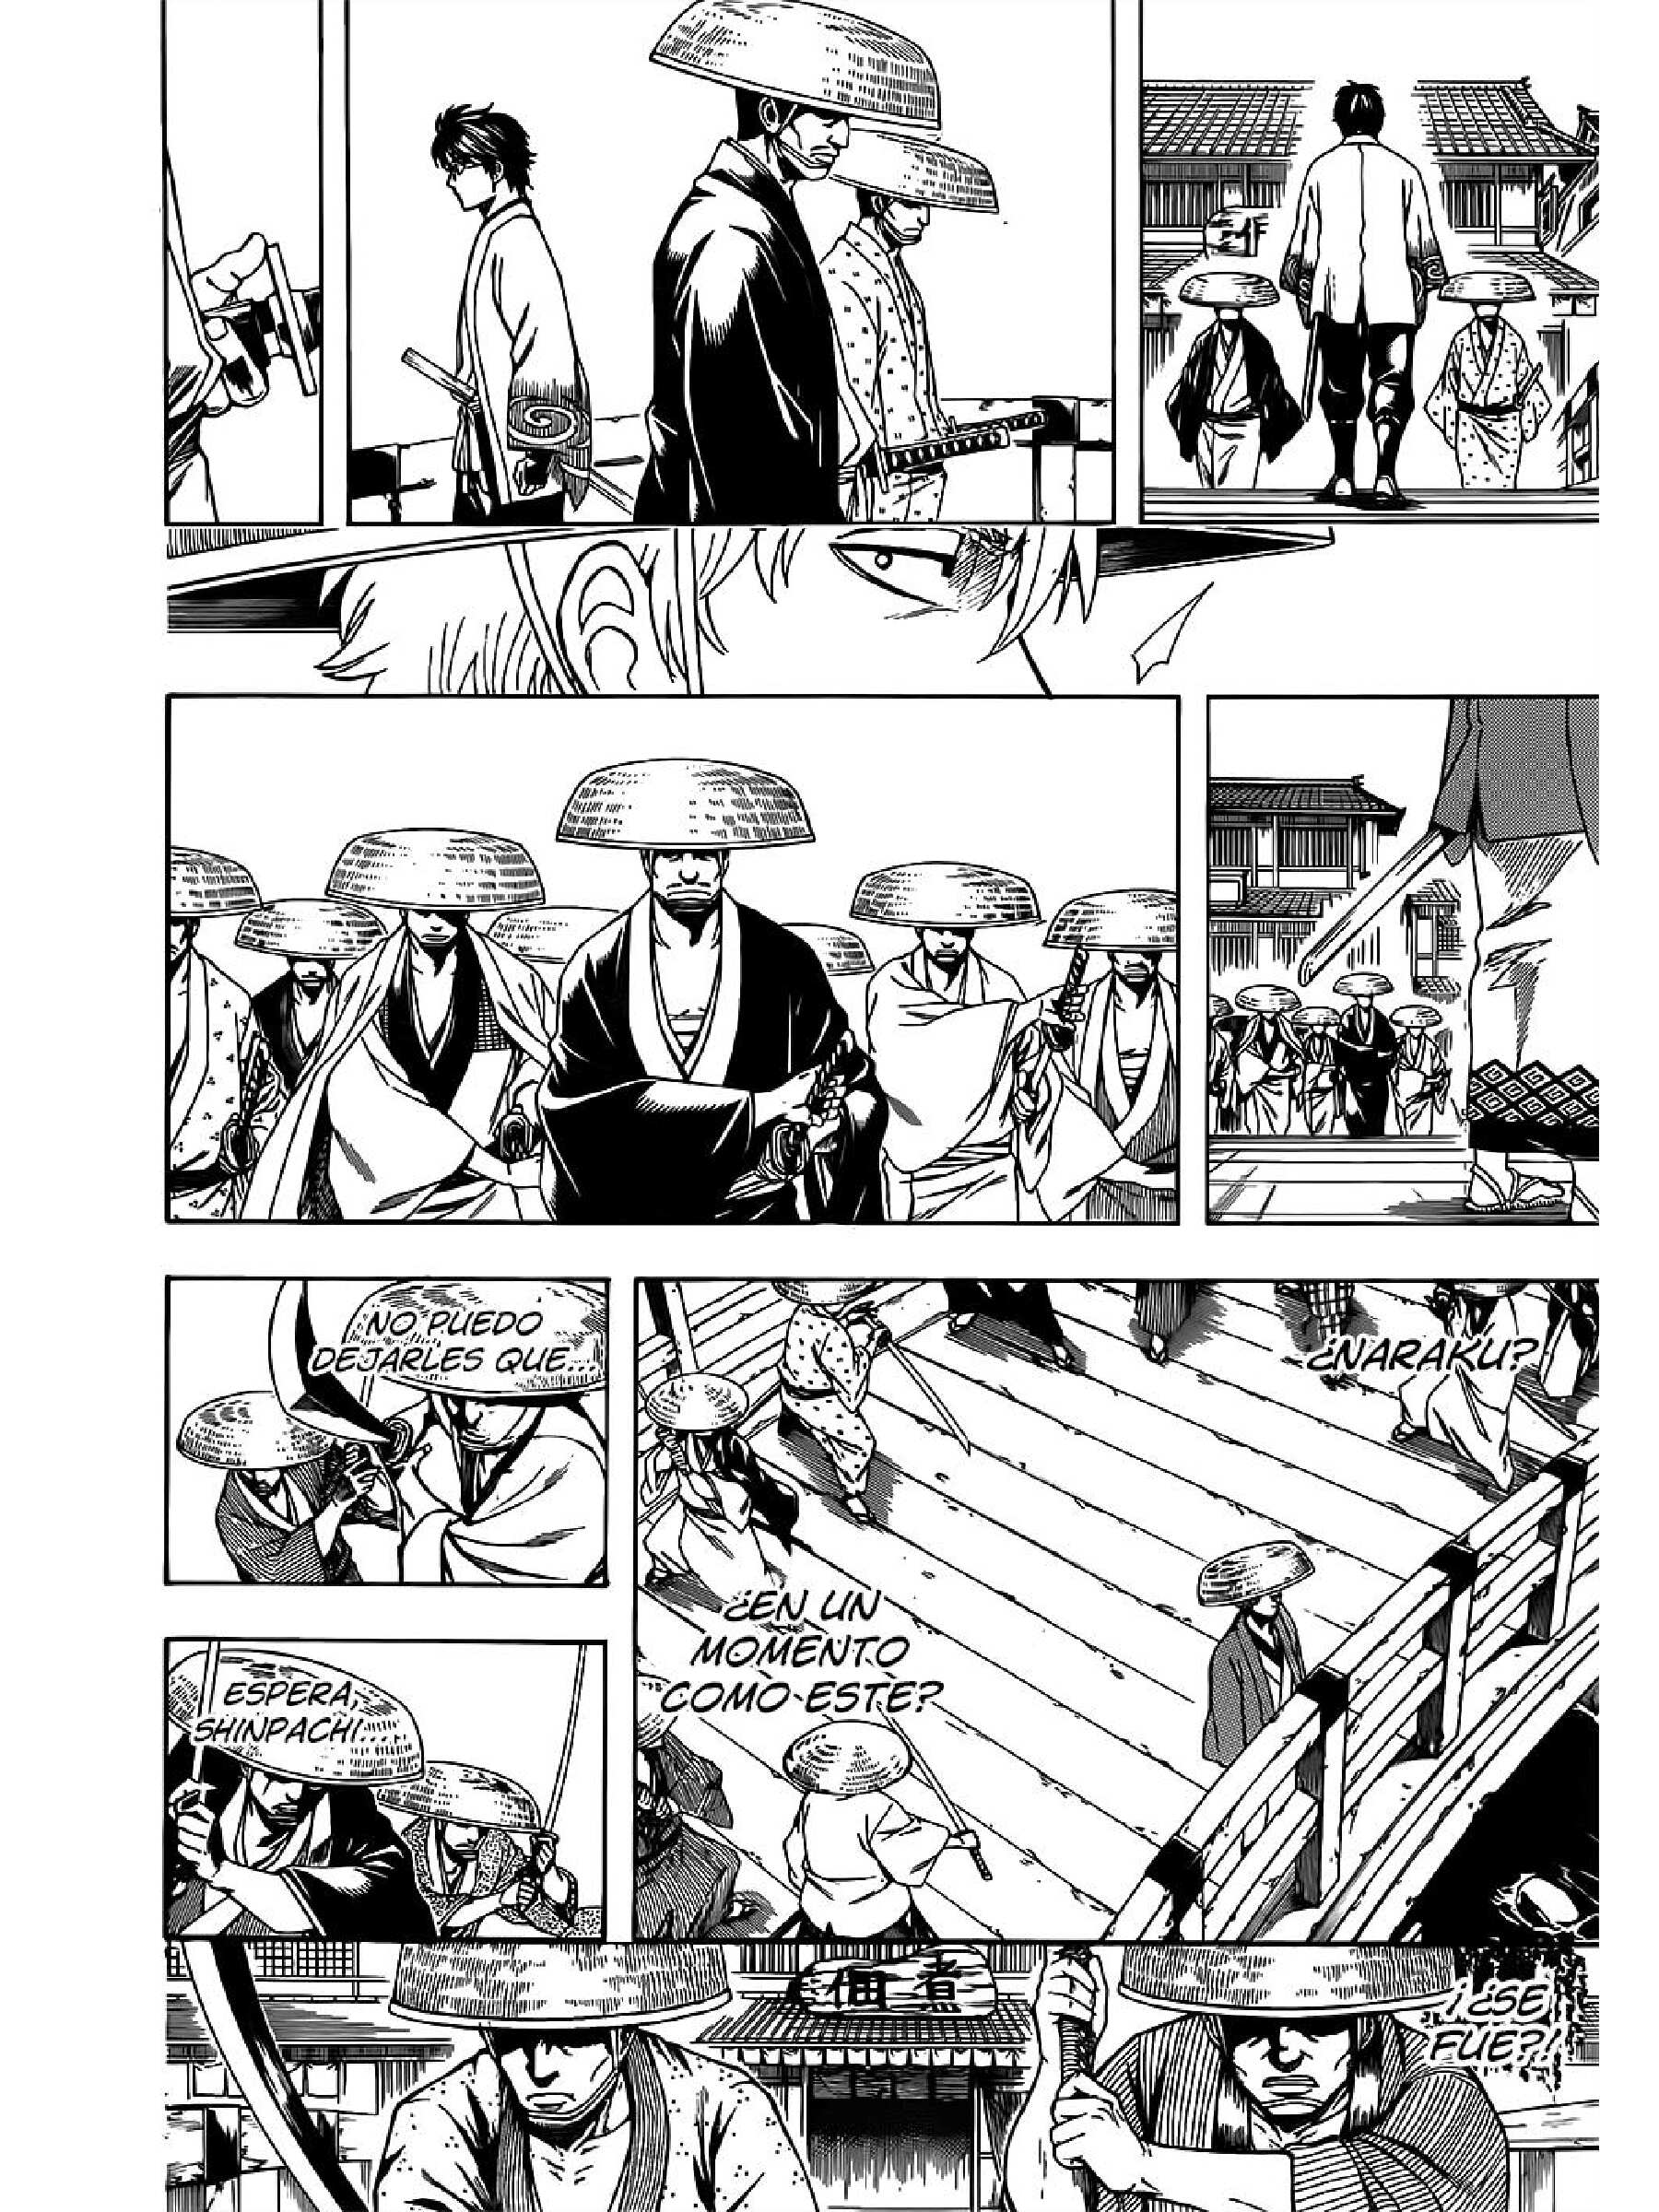 ¿NARAKU?
¿EN UN
MOMENTO
COMO ESTE?
NO PUEDO
DEJARLES QUE...
ESPERA,
SHINPACHI...
¡¿SE
FUE?!
佃煮